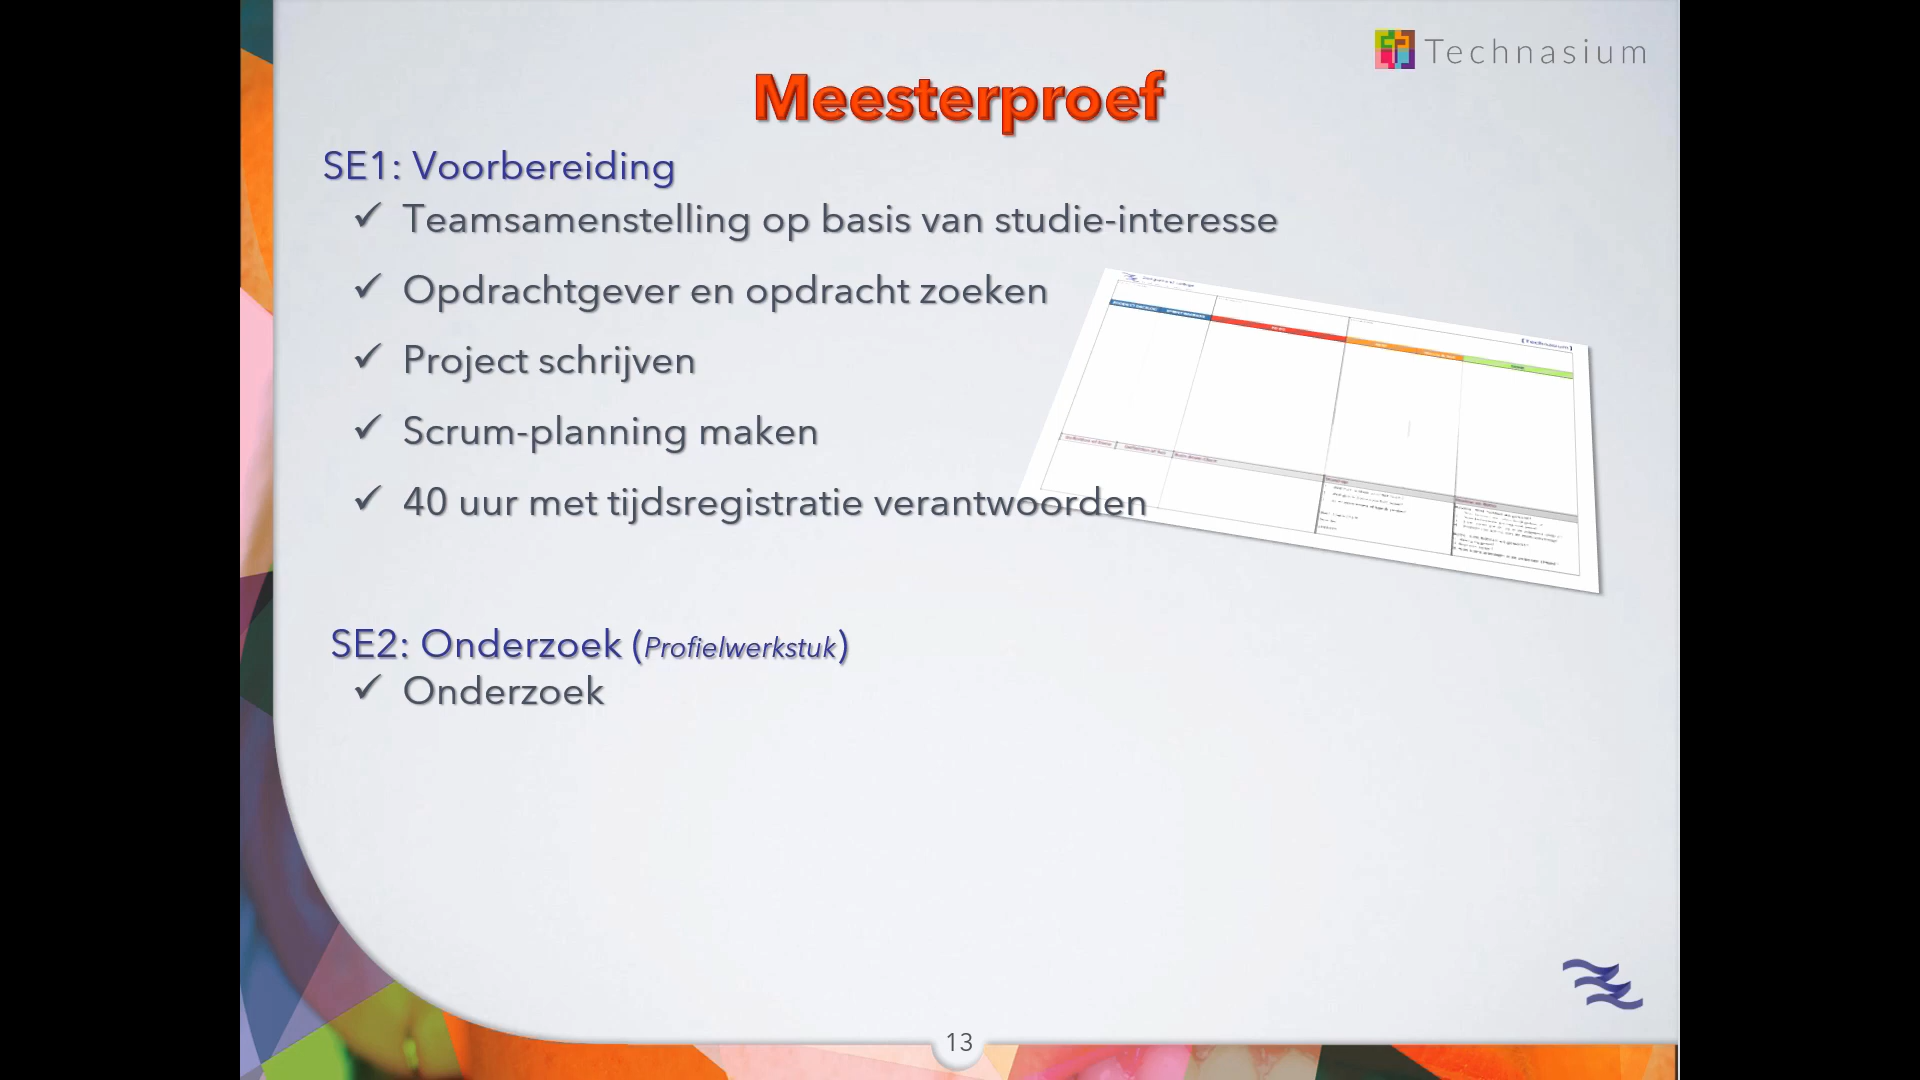 Technasium
Meesterproef
SE1: Voorbereiding
✓ Teamsamenstelling op basis van studie-interesse
✓ Opdrachtgever en opdracht zoeken
✓ Project schrijven
✓ Scrum-planning maken
✓ 40 uur met tijdsregistratie verantwoorden
[Technasium]
SE2: Onderzoek (Profielwerkstuk)
✓ Onderzoek
13